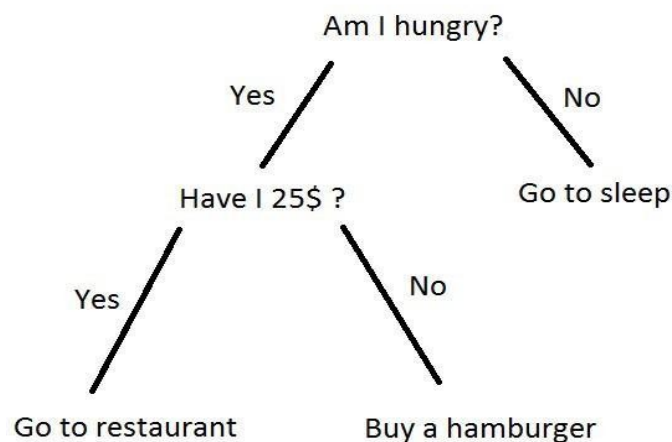 Am I hungry?
Yes
No
Have I 25$ ?
Go to sleep
Yes
No
Go to restaurant
Buy a hamburger